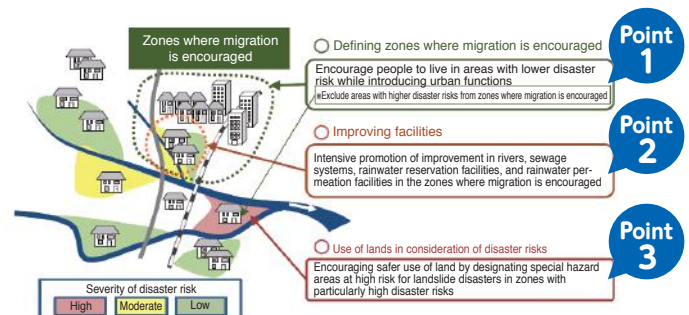 Zones where migration
is encouraged
Defining zones where migration is encouraged
Encourage people to live in areas with lower disaster
risk while introducing urban functions
※Exclude areas with higher disaster risks from zones where migration is encouraged
Point
1
Improving facilities
Intensive promotion of improvement in rivers, sewage
systems, rainwater reservation facilities, and rainwater per-
meation facilities in the zones where migration is encouraged
Point
2
Use of lands in consideration of disaster risks
Encouraging safer use of land by designating special hazard
areas at high risk for landslide disasters in zones with
particularly high disaster risks
Point
3
Severity of disaster risk
High
Moderate
Low